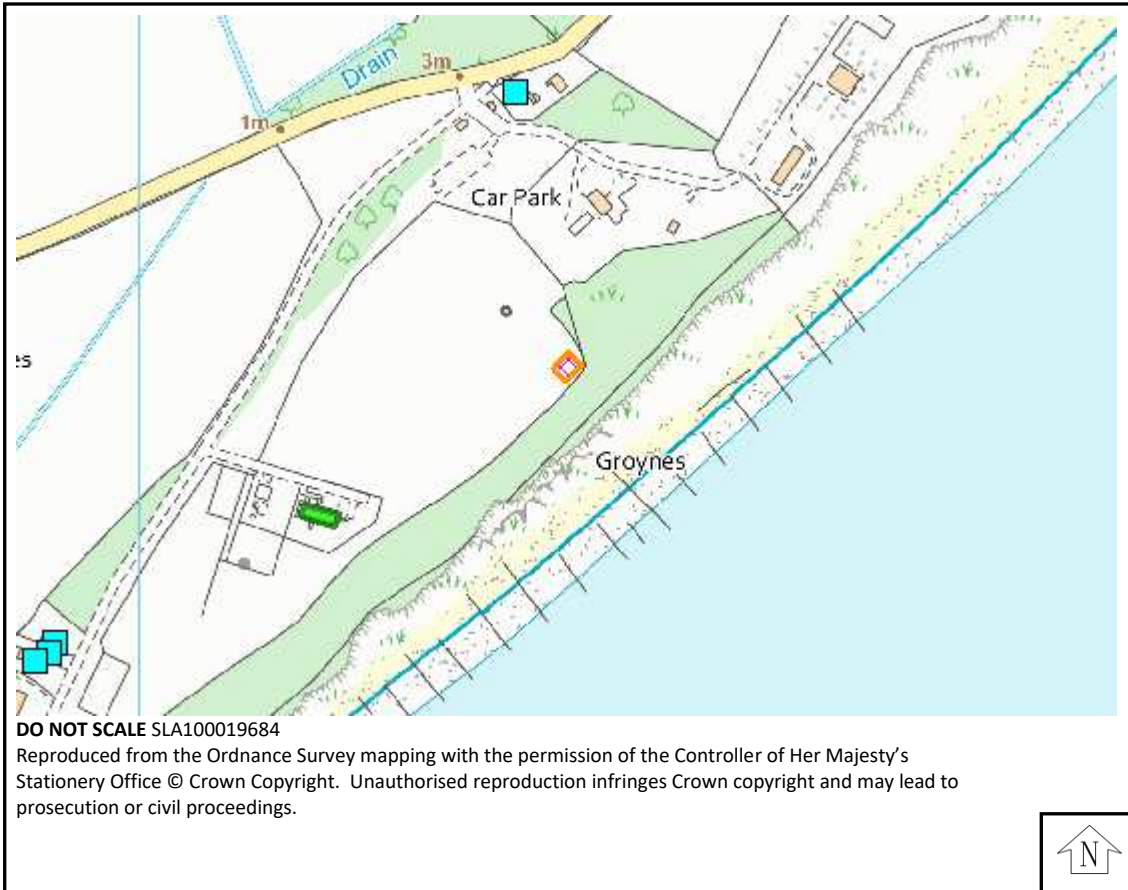 Drain
3m
1m
Car Park
es
Groynes
DO NOT SCALE SLA100019684
Reproduced from the Ordnance Survey mapping with the permission of the Controller of Her Majesty’s
Stationery Office © Crown Copyright. Unauthorised reproduction infringes Crown copyright and may lead to
prosecution or civil proceedings.
N